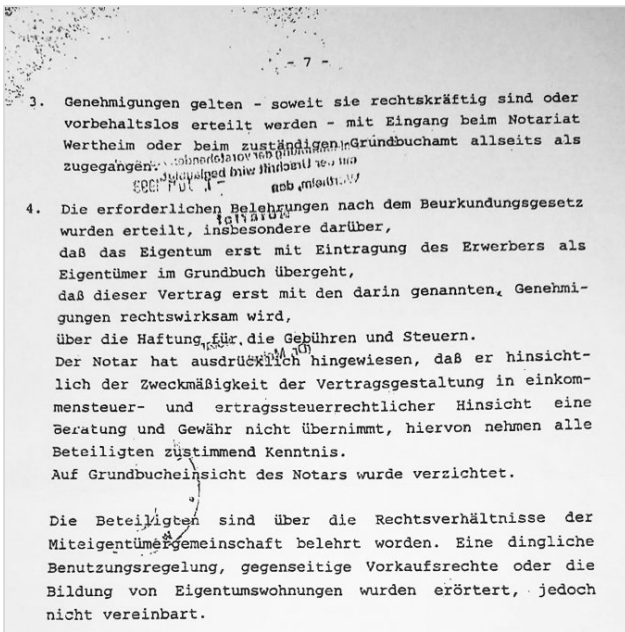 - 7 -
3. Genehmigungen gelten - soweit sie rechtskräftig sind oder
vorbehaltslos erteilt werden - mit Eingang beim Notariat
Wertheim oder beim zuständigen Grundbuchamt allseits als
zugegangen.
4. Die erforderlichen Belehrungen nach dem Beurkundungsgesetz
wurden erteilt, insbesondere darüber,
daß das Eigentum erst mit Eintragung des Erwerbers als
Eigentümer im Grundbuch übergeht,
daß dieser Vertrag erst mit den darin genannten Genehmi-
gungen rechtswirksam wird,
über die Haftung für die Gebühren und Steuern.
Der Notar hat ausdrücklich hingewiesen, daß er hinsicht-
lich der Zweckmäßigkeit der Vertragsgestaltung in einkom-
mensteuer- und ertragssteuerrechtlicher Hinsicht eine
Beratung und Gewähr nicht übernimmt, hiervon nehmen alle
Beteiligten zustimmend Kenntnis.
Auf Grundbucheinsicht des Notars wurde verzichtet.
Die Beteiligten sind über die Rechtsverhältnisse der
Miteigentümergemeinschaft belehrt worden. Eine dingliche
Benutzungsregelung, gegenseitige Vorkaufsrechte oder die
Bildung von Eigentumswohnungen wurden erörtert, jedoch
nicht vereinbart.